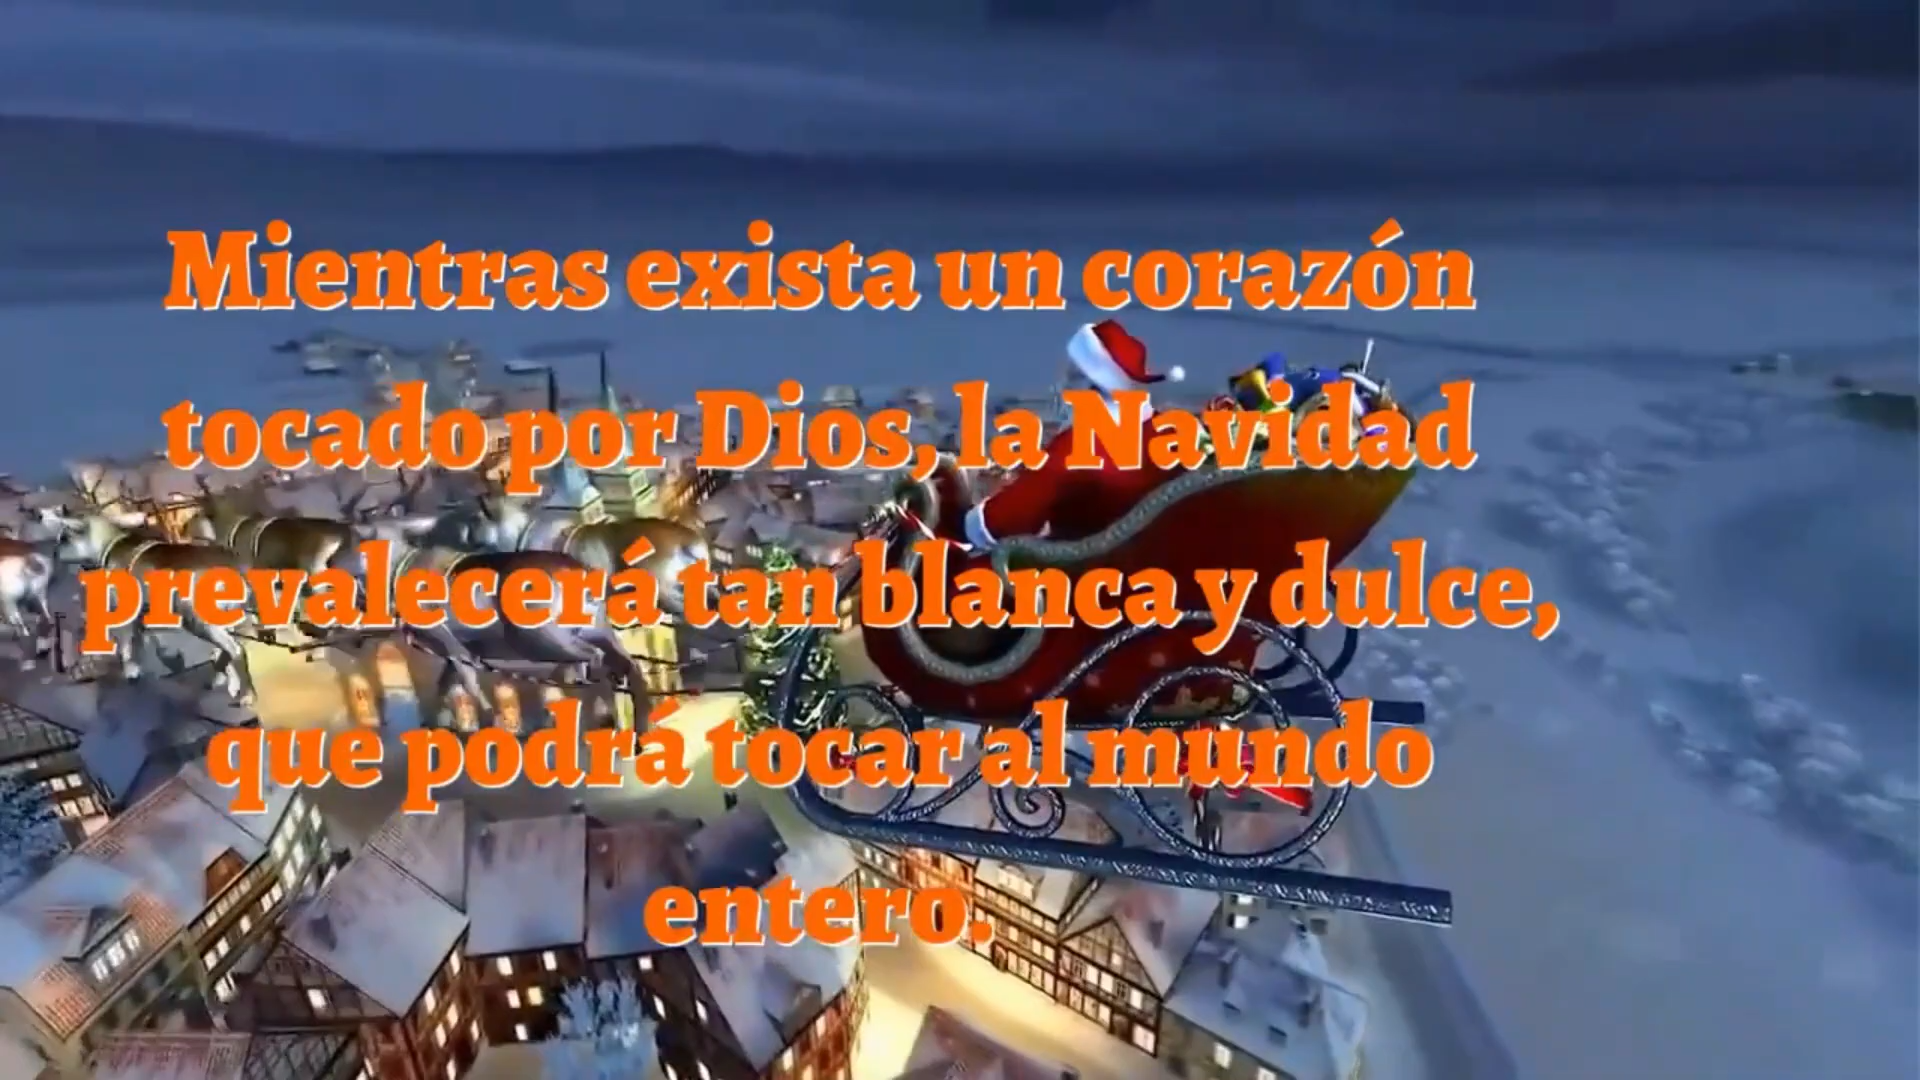 Mientras exista un corazón
tocado por Dios, la Navidad
prevalecerá tan blanca y dulce,
que podrá tocar al mundo
entero.